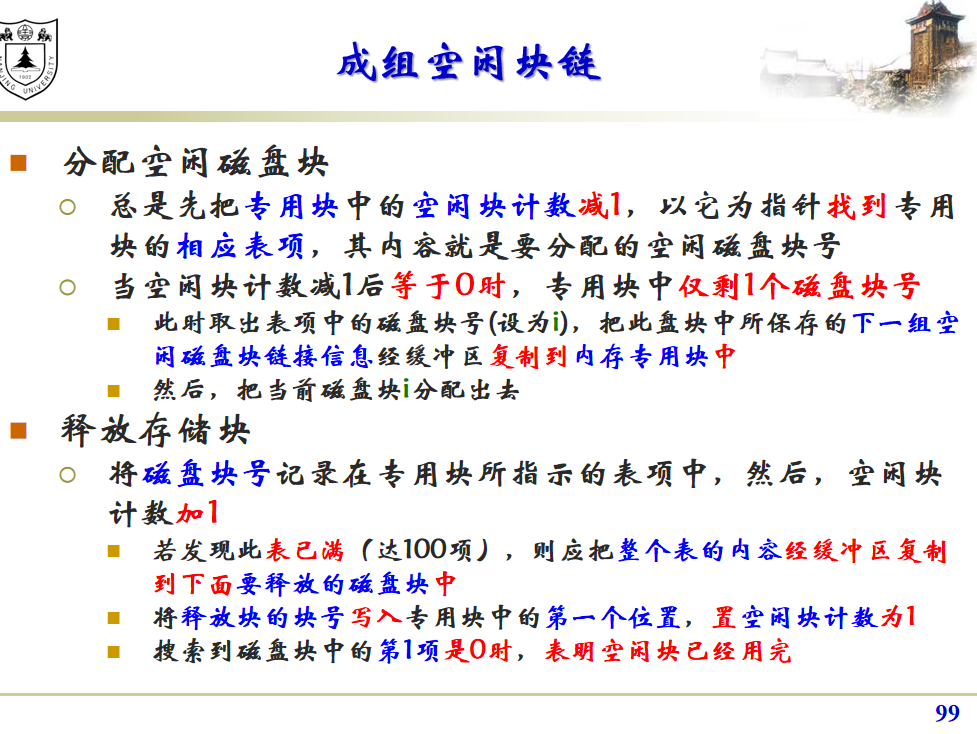 NANJING UNIVERSITY
1902
成组空闲块链
分配空闲磁盘块
总是先把专用块中的空闲块计数减1，以它为指针找到专用
块的相应表项，其内容就是要分配的空闲磁盘块号
当空闲块计数减1后等于0时，专用块中仅剩1个磁盘块号
此时取出表项中的磁盘块号(设为i)，把此盘块中所保存的下一组空
闲磁盘块链接信息经缓冲区复制到内存专用块中
然后，把当前磁盘块i分配出去
释放存储块
将磁盘块号记录在专用块所指示的表项中，然后，空闲块
计数加1
若发现此表已满（达100项），则应把整个表的内容经缓冲区复制
到下面要释放的磁盘块中
将释放块的块号写入专用块中的第一个位置，置空闲块计数为1
搜索到磁盘块中的第1项是0时，表明空闲块已经用完
99